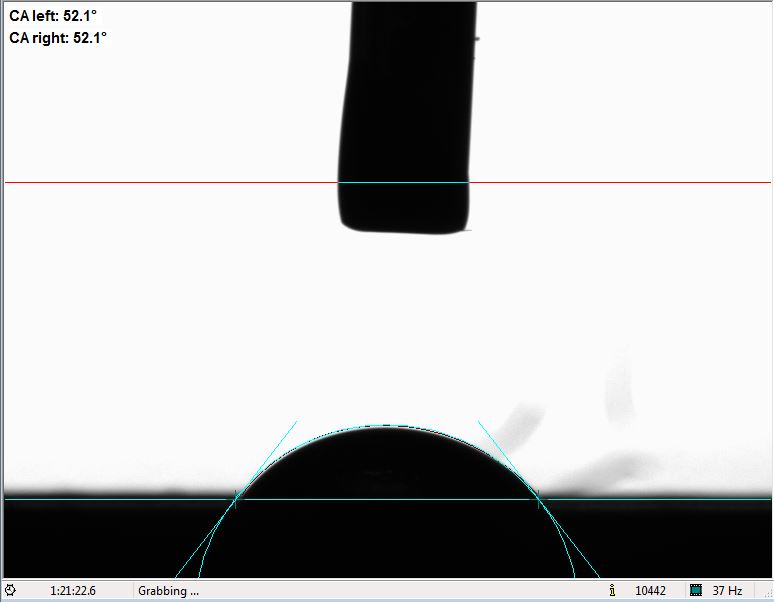 CA left: 52.1°
CA right: 52.1°
1:21:22.6 Grabbing ... 10442 37 Hz